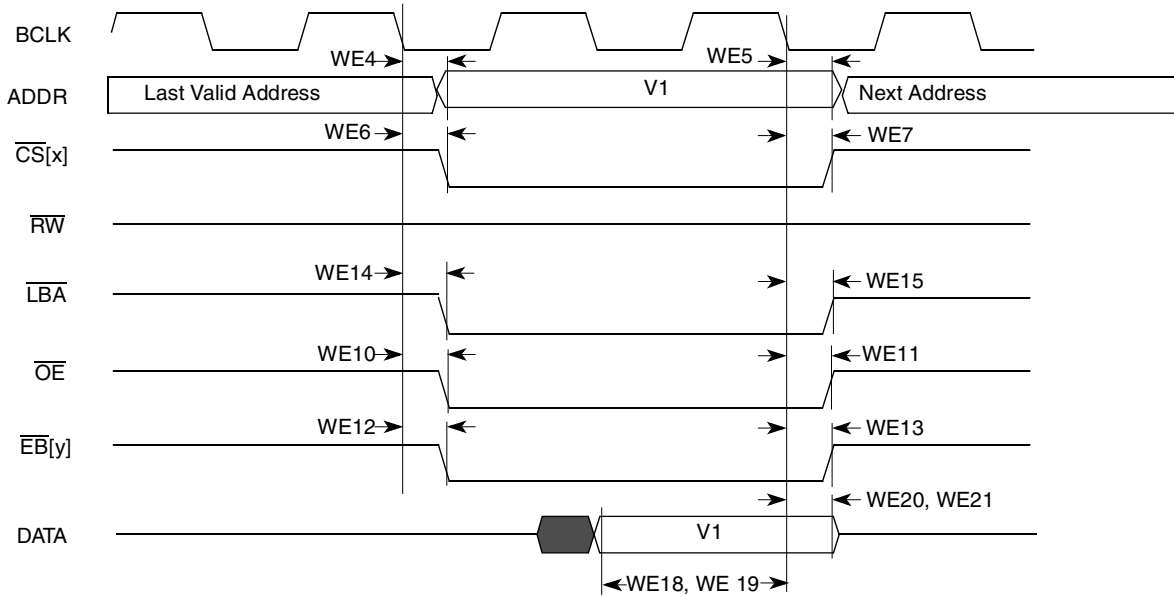 BCLK
WE4 WE5
ADDR Last Valid Address V1 Next Address
WE6 WE7
CS[x]
RW
WE14 WE15
LBA
WE10 WE11
OE
WE12 WE13
EB[y]
WE20, WE21
DATA V1
WE18, WE 19